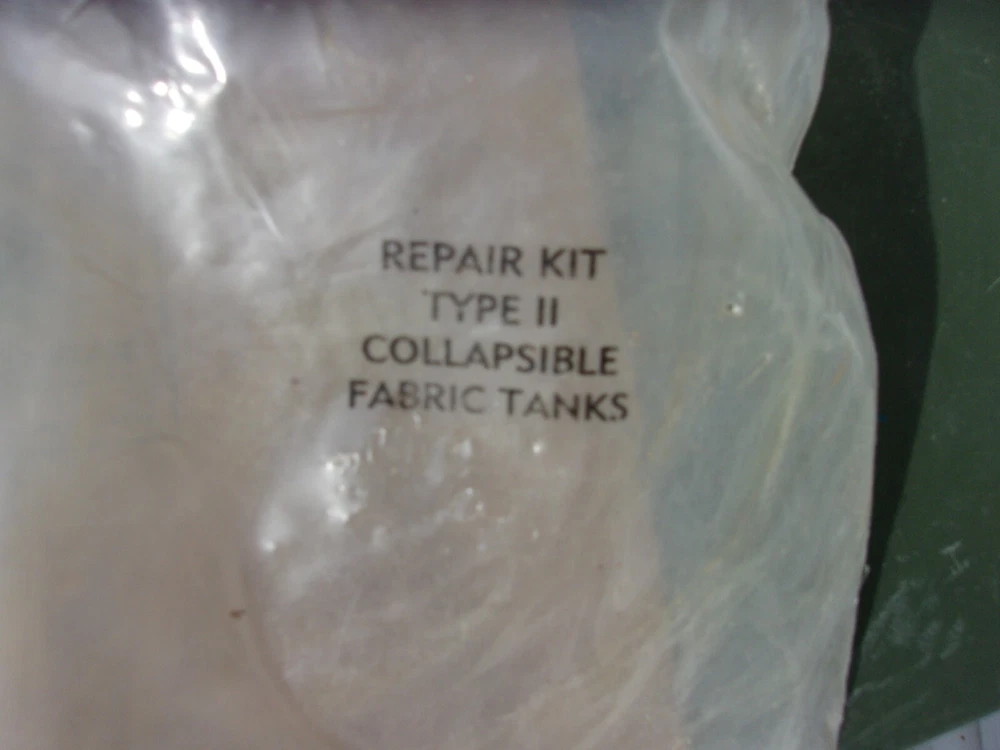 REPAIR KIT
TYPE II
COLLAPSIBLE
FABRIC TANKS